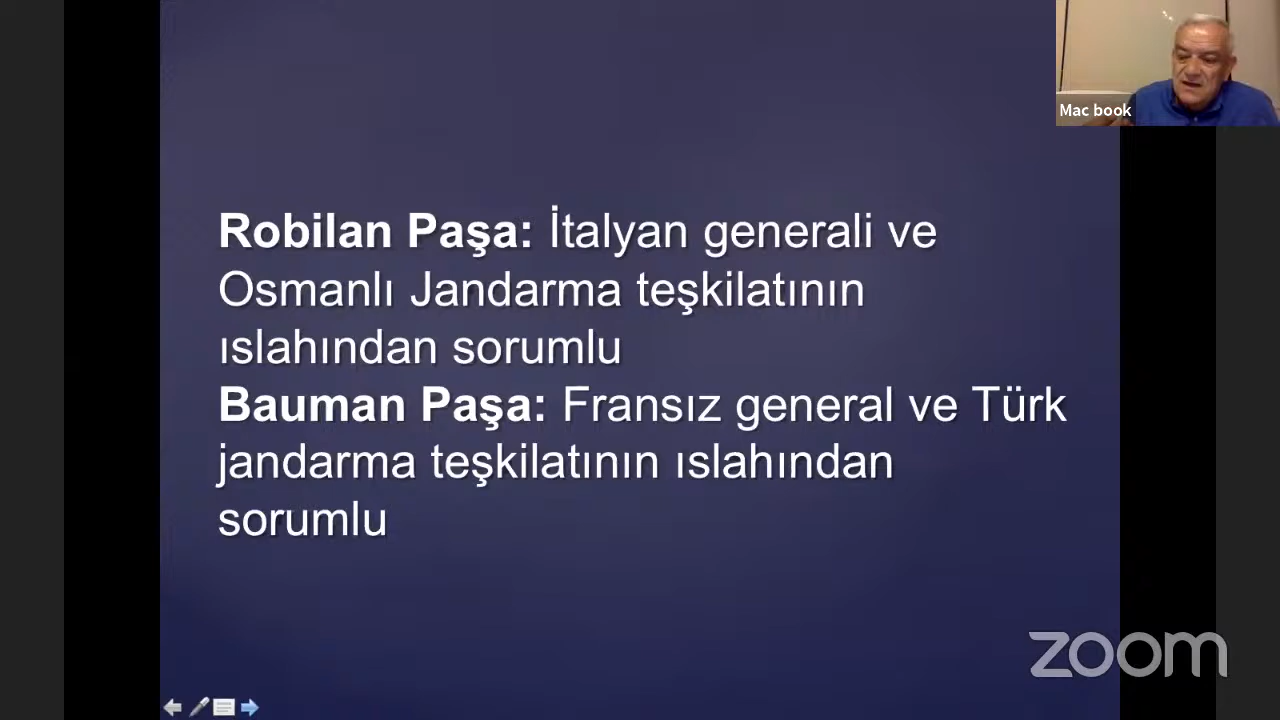 Mac book
Robilan Paşa: İtalyan generali ve
Osmanlı Jandarma teşkilatının
ıslahından sorumlu
Bauman Paşa: Fransız general ve Türk
jandarma teşkilatının ıslahından
sorumlu
zoom